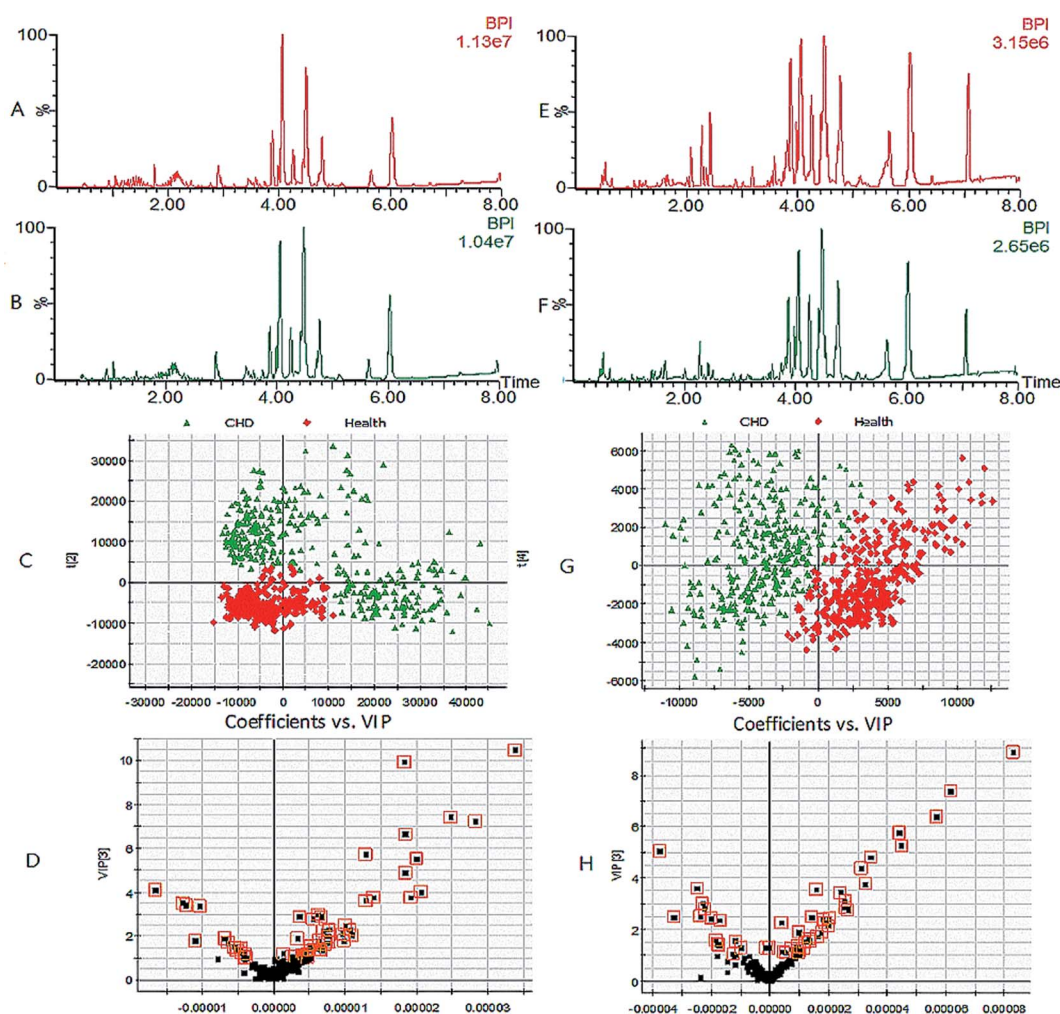 BPI
1.13e7
100
A
%
0
2.00 4.00 6.00 8.00
BPI
1.04e7
100
B
%
0
2.00 4.00 6.00 8.00
Time
BPI
3.15e6
100
E
%
0
2.00 4.00 6.00 8.00
BPI
2.65e6
100
F
%
0
2.00 4.00 6.00 8.00
Time
CHD Health
C
t[2]
30000
20000
10000
0
-10000
-20000
-30000 -20000 -10000 0 10000 20000 30000 40000
CHD Health
G
t[4]
6000
4000
2000
0
-2000
-4000
-6000
-10000 -5000 0 5000 10000
Coefficients vs. VIP
D
VIP[3]
10
8
6
4
2
0
-0.00001 0.00000 0.00001 0.00002 0.00003
Coefficients vs. VIP
H
VIP[3]
8
6
4
2
0
-0.00004 -0.00002 0.00000 0.00002 0.00004 0.00006 0.00008